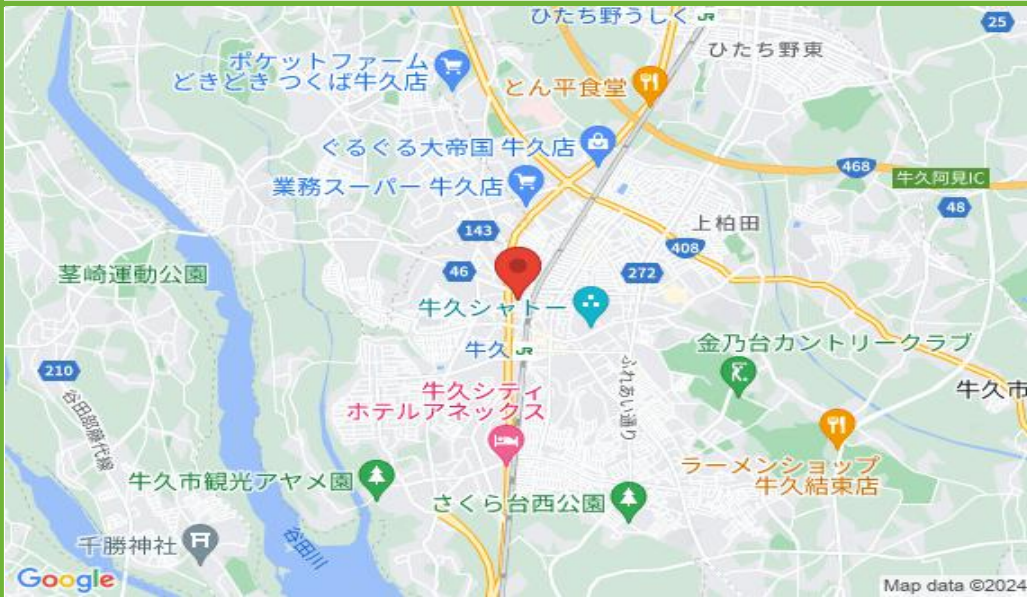 ひたち野うしく JR
25
ひたち野東
ポケットファーム
どきどき つくば牛久店
とん平食堂
ぐるぐる大帝国 牛久店
業務スーパー 牛久店
468
牛久阿見IC
48
143
上柏田
408
茎崎運動公園
46
272
牛久シャトー
牛久 JR
金乃台カントリークラブ
210
牛久シティ
ホテルアネックス
ふれあい通り
牛久市
谷田部藤代線
ラーメンショップ
牛久結束店
牛久市観光アヤメ園
さくら台西公園
千勝神社
谷田川
Google
Map data ©2024